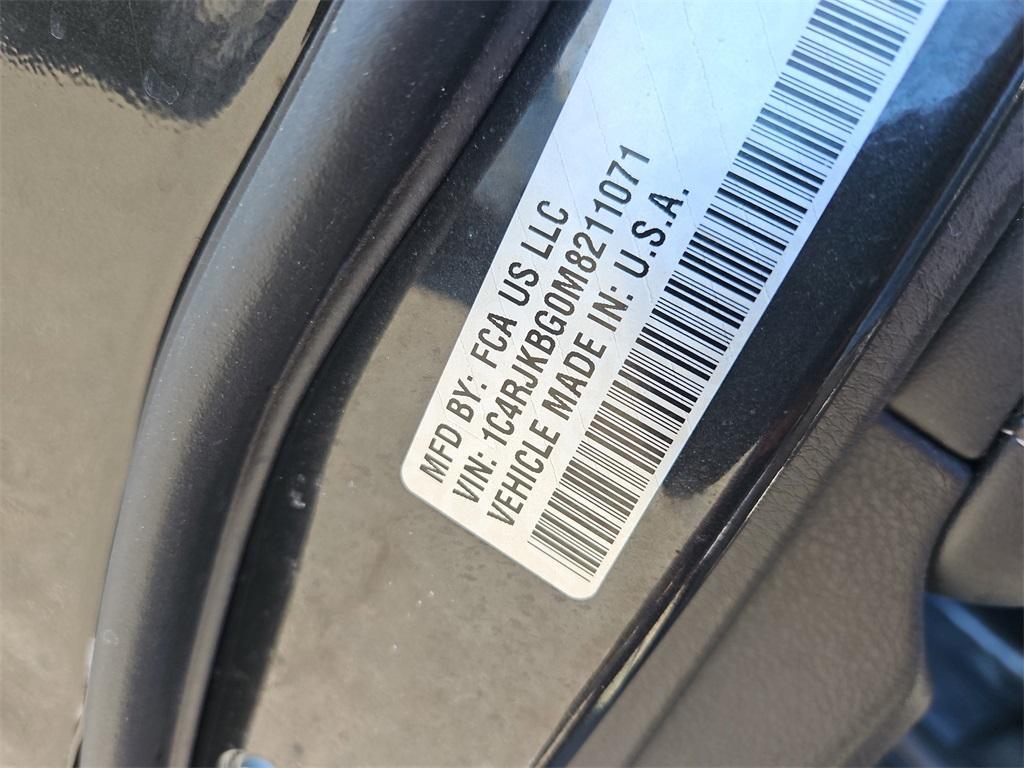 MFD BY: FCA US LLC
VIN: 1C4RJKBG0M8211071
VEHICLE MADE IN: U.S.A.